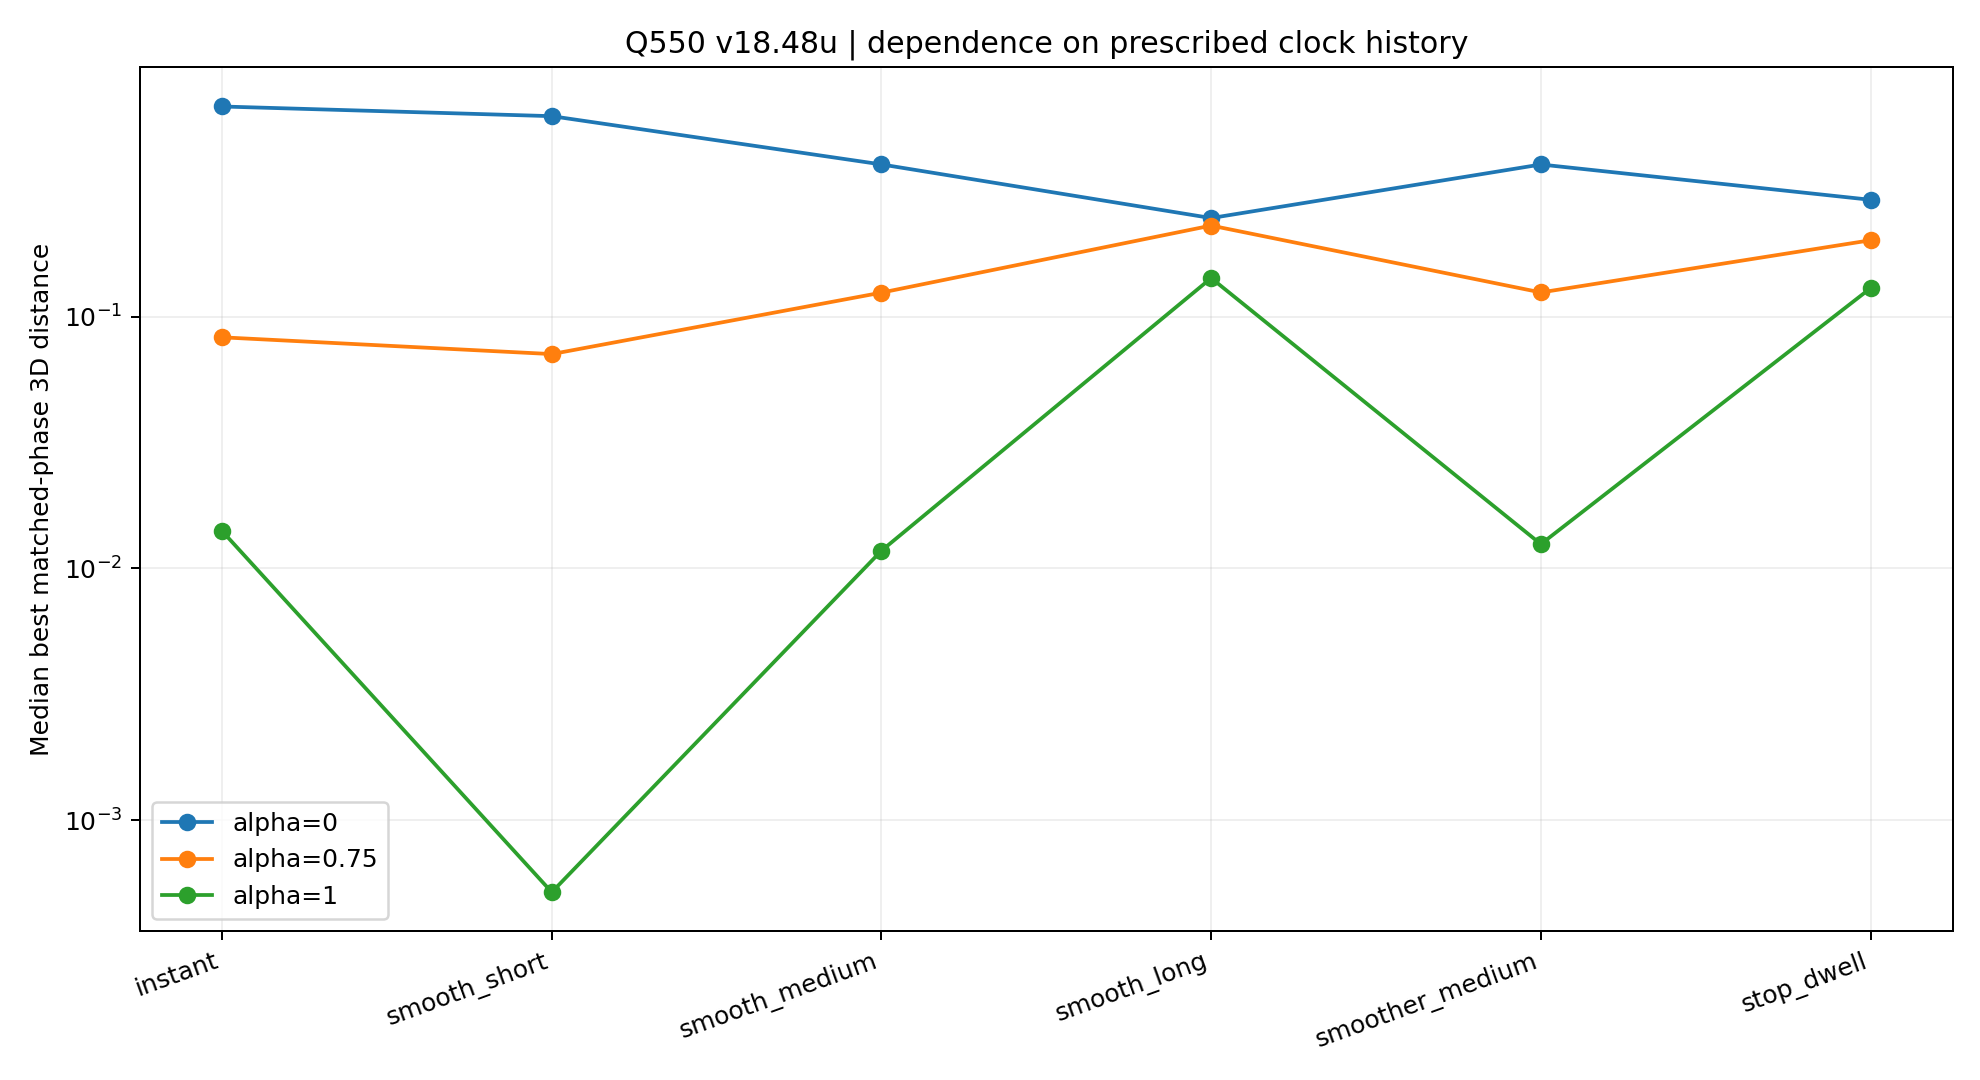 Q550 v18.48u | dependence on prescribed clock history
Median best matched-phase 3D distance
10⁻¹
10⁻²
10⁻³
alpha=0
alpha=0.75
alpha=1
instant
smooth_short
smooth_medium
smooth_long
smoother_medium
stop_dwell